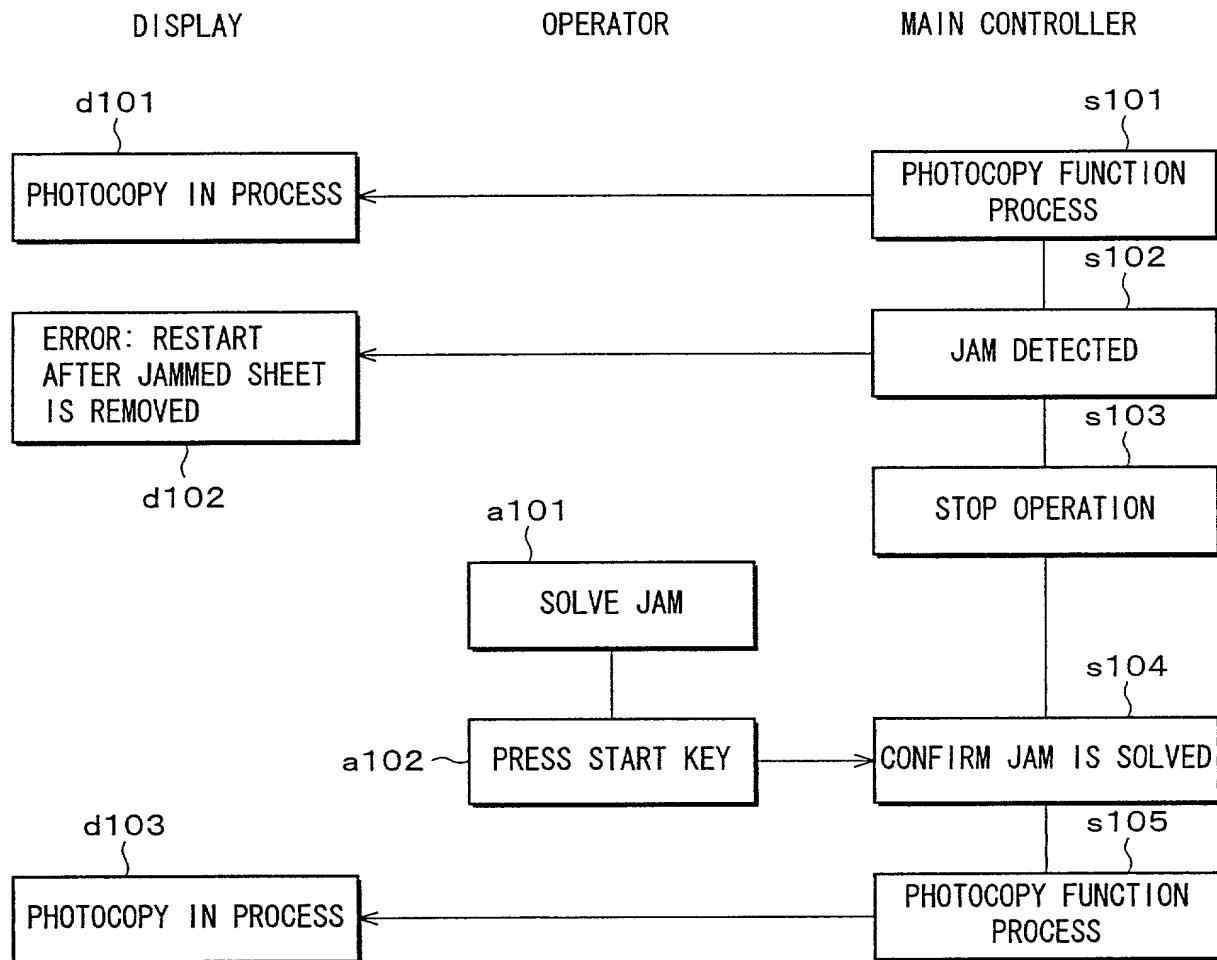 DISPLAY OPERATOR MAIN CONTROLLER
d101
s101
PHOTOCOPY IN PROCESS
PHOTOCOPY FUNCTION
PROCESS
s102
ERROR: RESTART
AFTER JAMMED SHEET
IS REMOVED
JAM DETECTED
d102
s103
STOP OPERATION
a101
SOLVE JAM
s104
a102
PRESS START KEY
CONFIRM JAM IS SOLVED
d103
s105
PHOTOCOPY IN PROCESS
PHOTOCOPY FUNCTION
PROCESS